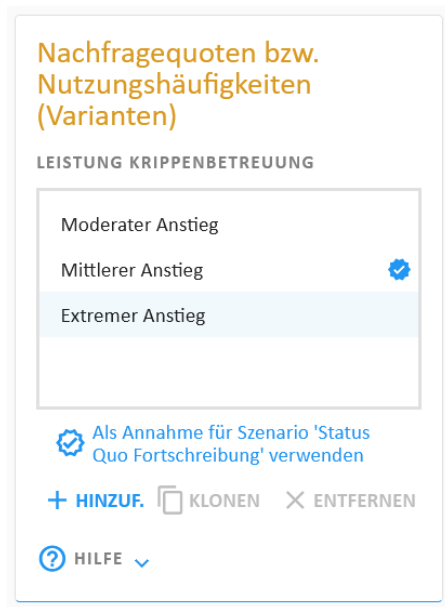 Nachfragequoten bzw.
Nutzungshäufigkeiten
(Varianten)
LEISTUNG KRIPPENBETREUUNG
Moderater Anstieg
Mittlerer Anstieg
Extremer Anstieg
Als Annahme für Szenario 'Status
Quo Fortschreibung' verwenden
HINZUF. KLONEN ENTFERNEN
HILFE